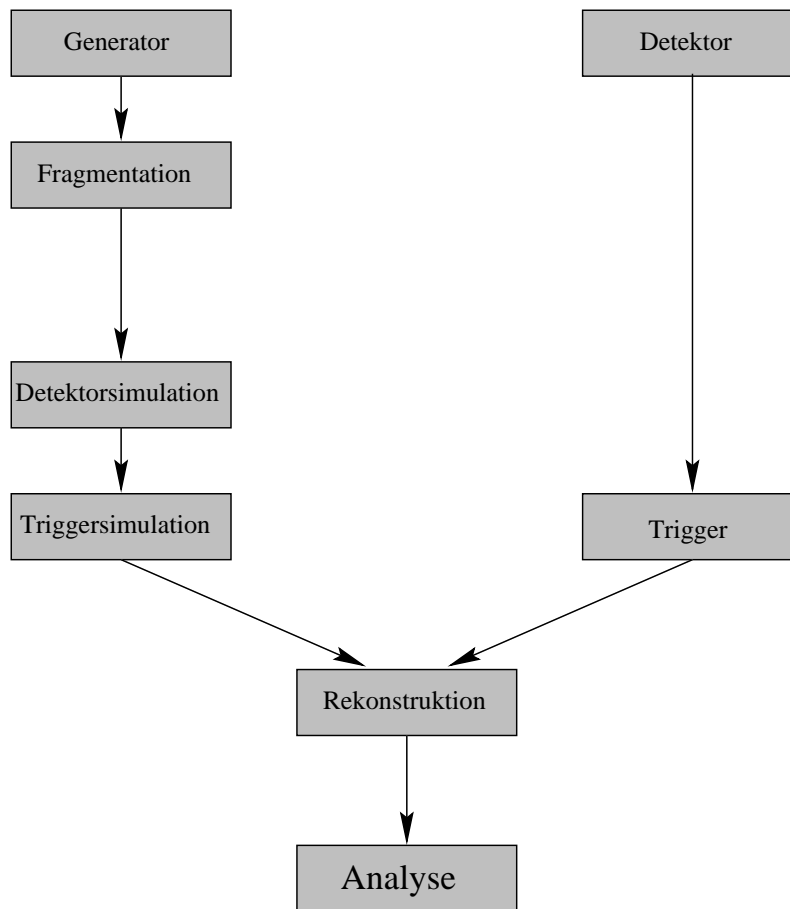 Generator
Detektor
Fragmentation
Detektorsimulation
Triggersimulation
Trigger
Rekonstruktion
Analyse